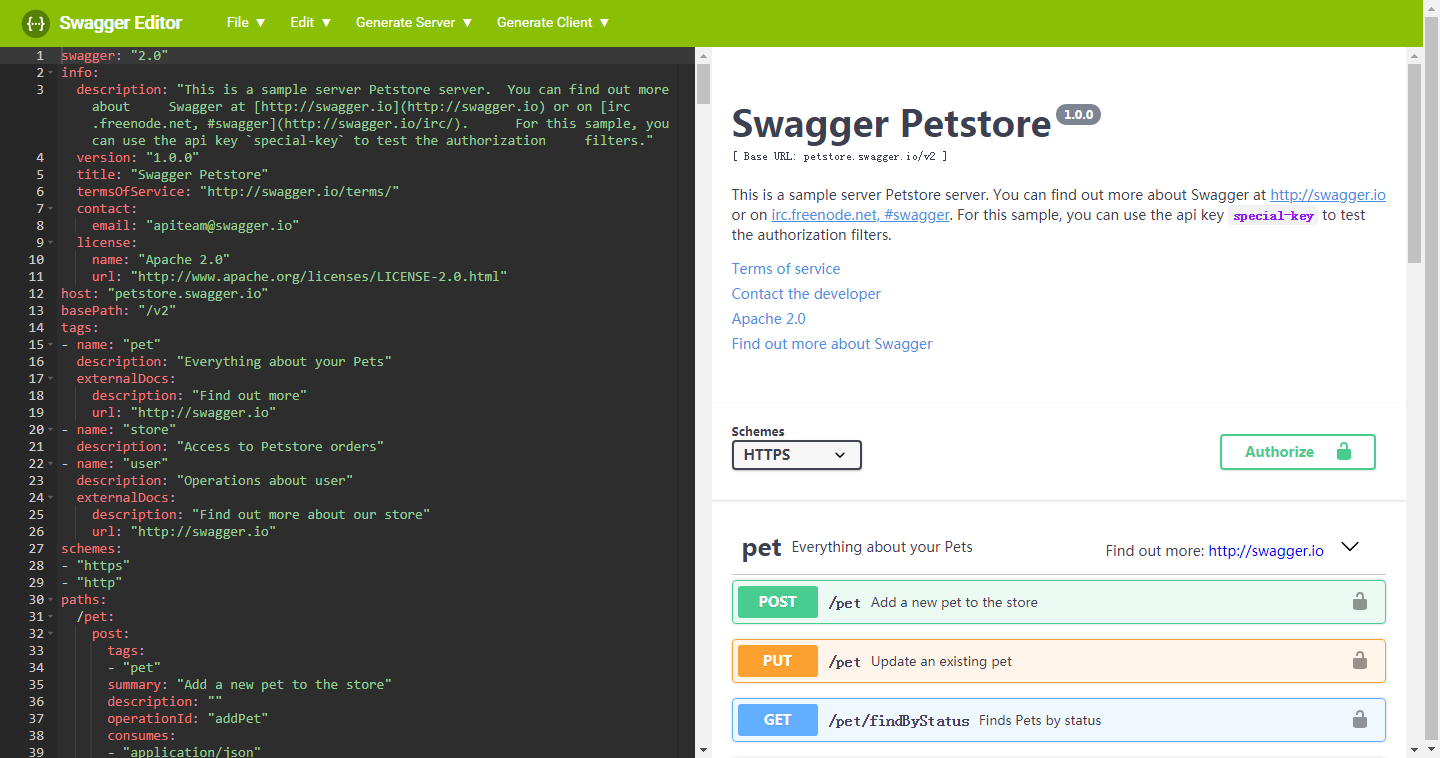 Swagger Editor File ▼ Edit ▼ Generate Server ▼ Generate Client ▼
1 swagger: "2.0"
2 info:
3 description: "This is a sample server Petstore server.  You can find out more
about     Swagger at [http://swagger.io](http://swagger.io) or on [irc
.freenode.net, #swagger](http://swagger.io/irc/).      For this sample, you
can use the api key `special-key` to test the authorization     filters."
4 version: "1.0.0"
5 title: "Swagger Petstore"
6 termsOfService: "http://swagger.io/terms/"
7 contact:
8 email: "apiteam@swagger.io"
9 license:
10 name: "Apache 2.0"
11 url: "http://www.apache.org/licenses/LICENSE-2.0.html"
12 host: "petstore.swagger.io"
13 basePath: "/v2"
14 tags:
15 - name: "pet"
16 description: "Everything about your Pets"
17 externalDocs:
18 description: "Find out more"
19 url: "http://swagger.io"
20 - name: "store"
21 description: "Access to Petstore orders"
22 - name: "user"
23 description: "Operations about user"
24 externalDocs:
25 description: "Find out more about our store"
26 url: "http://swagger.io"
27 schemes:
28 - "https"
29 - "http"
30 paths:
31 /pet:
32 post:
33 tags:
34 - "pet"
35 summary: "Add a new pet to the store"
36 description: ""
37 operationId: "addPet"
38 consumes:
39 - "application/json"
Swagger Petstore 1.0.0
[ Base URL: petstore.swagger.io/v2 ]
This is a sample server Petstore server. You can find out more about Swagger at http://swagger.io
or on irc.freenode.net, #swagger. For this sample, you can use the api key special-key to test
the authorization filters.
Terms of service
Contact the developer
Apache 2.0
Find out more about Swagger
Schemes
HTTPS
Authorize
pet Everything about your Pets Find out more: http://swagger.io
POST /pet Add a new pet to the store
PUT /pet Update an existing pet
GET /pet/findByStatus Finds Pets by status